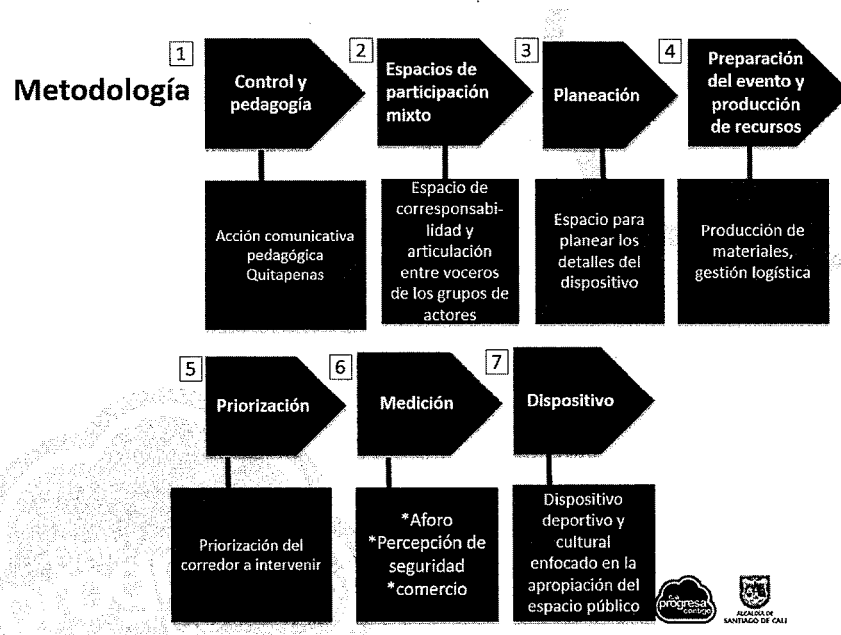 Metodología
1
Control y
pedagogía
Acción comunicativa
pedagógica
Quitapenas
2
Espacios de
participación
mixto
Espacio de
corresponsabi-
lidad y
articulación
entre voceros
de los grupos de
actores
3
Planeación
Espacio para
planear los
detalles del
dispositivo
4
Preparación
del evento y
producción
de recursos
Producción de
materiales,
gestión logística
5
Priorización
Priorización del
corredor a intervenir
6
Medición
*Aforo
*Percepción de
seguridad
*comercio
7
Dispositivo
Dispositivo
deportivo y
cultural
enfocado en la
apropiación del
espacio público
progresa
contigo
ALCALDÍA DE
SANTIAGO DE CALI